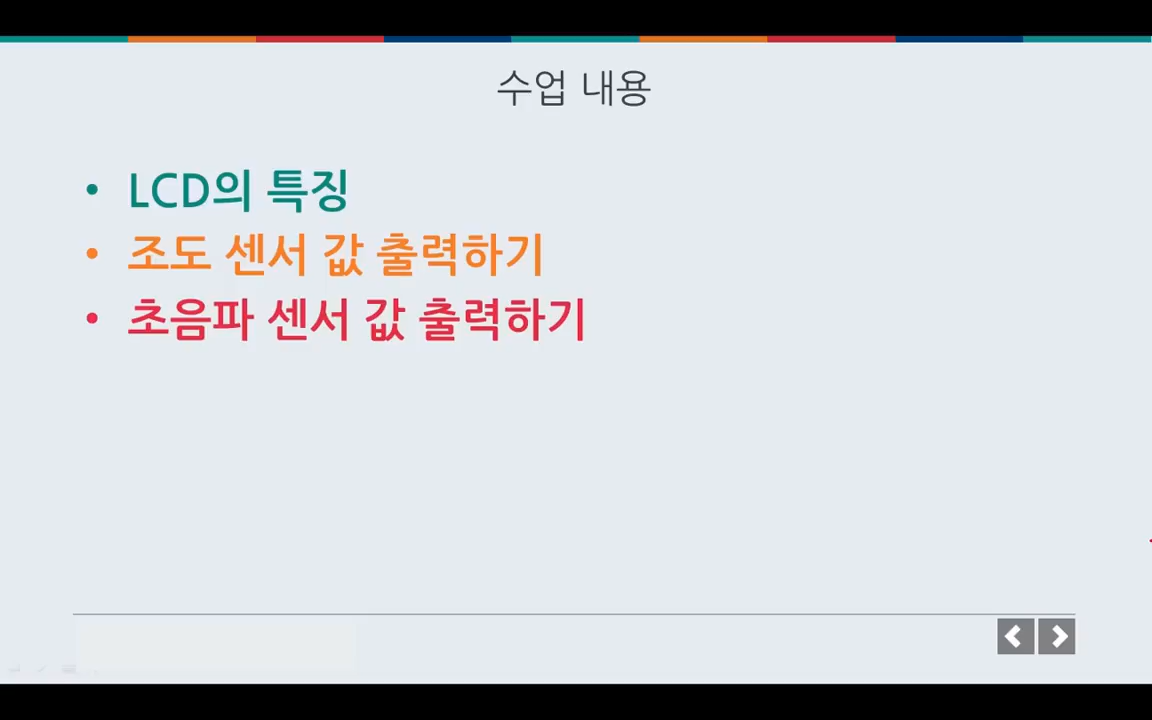 수업 내용
• LCD의 특징
• 조도 센서 값 출력하기
• 초음파 센서 값 출력하기